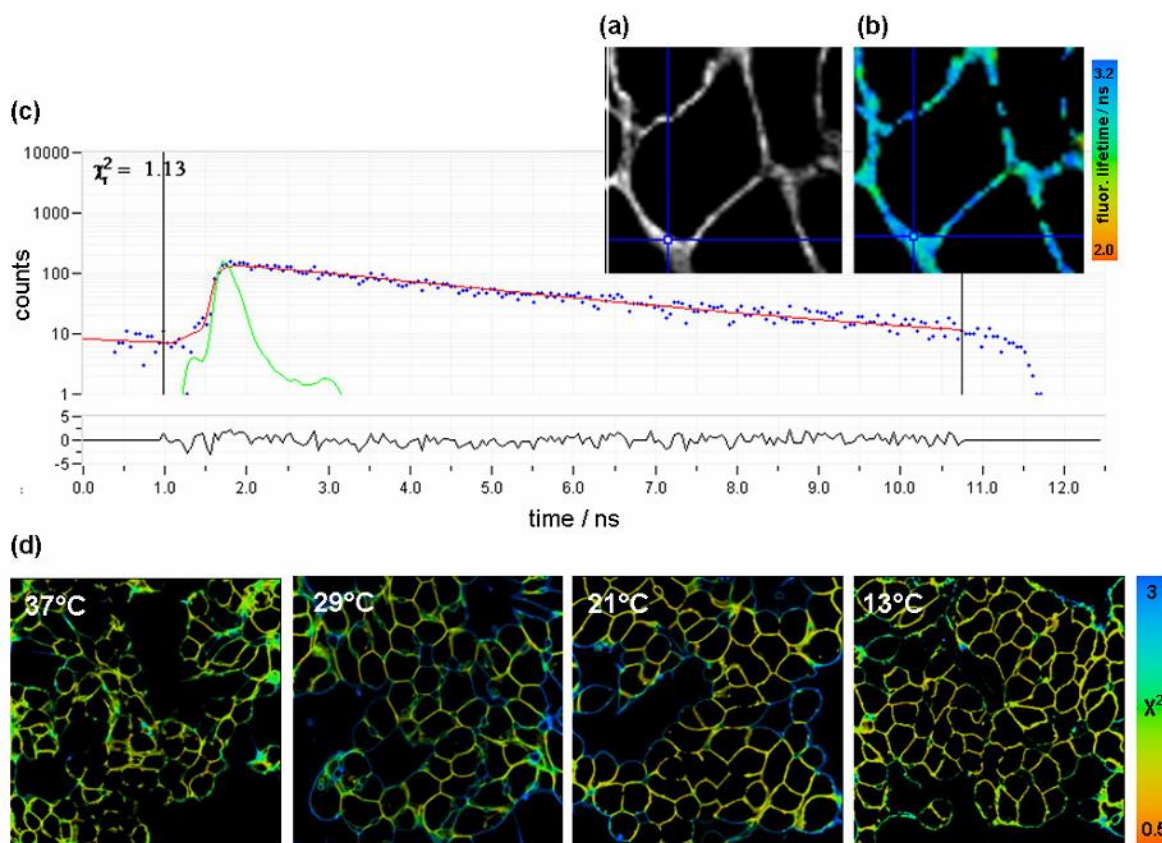 (a)
(b)
3.2
fluor. lifetime / ns
2.0
(c)
χ²ᵣ = 1.13
10000
1000
100
10
1
counts
5
0
-5
0.0 1.0 2.0 3.0 4.0 5.0 6.0 7.0 8.0 9.0 10.0 11.0 12.0
time / ns
(d)
37°C 29°C 21°C 13°C
3
χ²
0.5